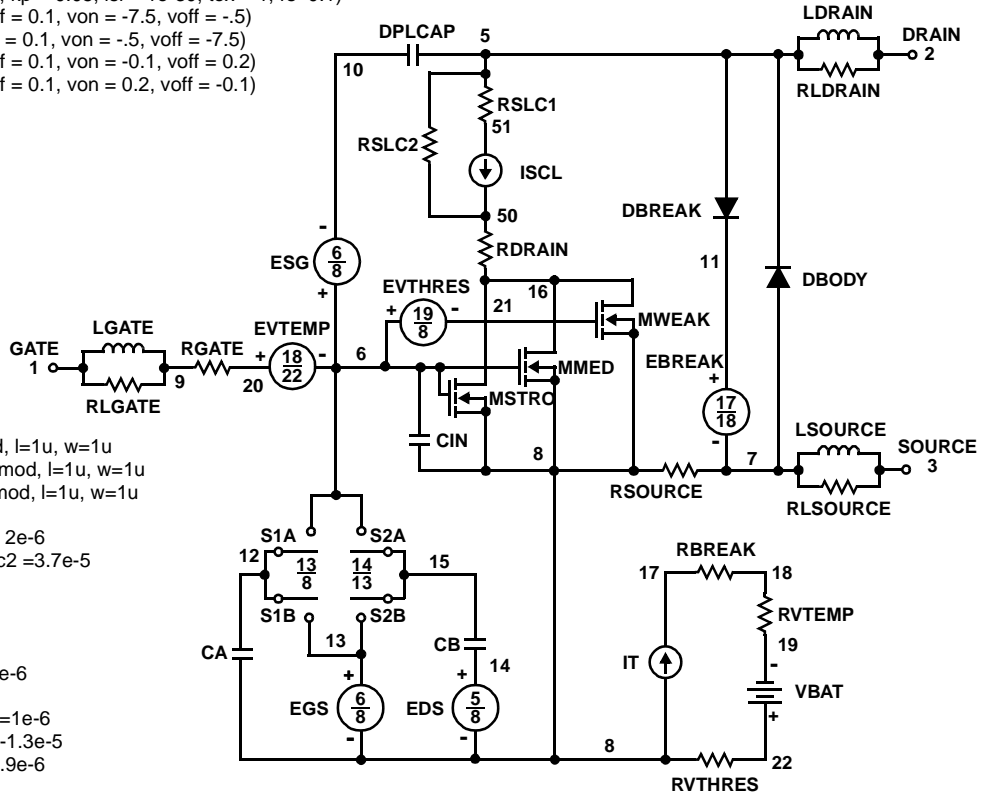 f = 0.1, von = -7.5, voff = -.5)
= 0.1, von = -.5, voff = -7.5)
f = 0.1, von = -0.1, voff = 0.2)
f = 0.1, von = 0.2, voff = -0.1)
DPLCAP
5
10
LDRAIN
DRAIN
2
RLDRAIN
RSLC1
51
RSLC2
ISCL
50
DBREAK
RDRAIN
ESG
6
8
-
+
11
DBODY
EVTHRES
16
21
+
19
8
-
MWEAK
LGATE
EVTEMP
GATE
1
RGATE
+
18
22
-
6
MMED
EBREAK
+
9
20
RLGATE
MSTRO
17
18
-
CIN
LSOURCE
SOURCE
3
8
7
RSOURCE
RLSOURCE
d, l=1u, w=1u
mod, l=1u, w=1u
mod, l=1u, w=1u
2e-6
c2 =3.7e-5
e-6
=1e-6
-1.3e-5
.9e-6
S1A
S2A
12
13
8
14
13
15
S1B
S2B
13
CA
CB
14
+
+
EGS
6
8
-
EDS
5
8
-
8
RBREAK
17
18
RVTEMP
19
-
IT
VBAT
+
22
RVTHRES